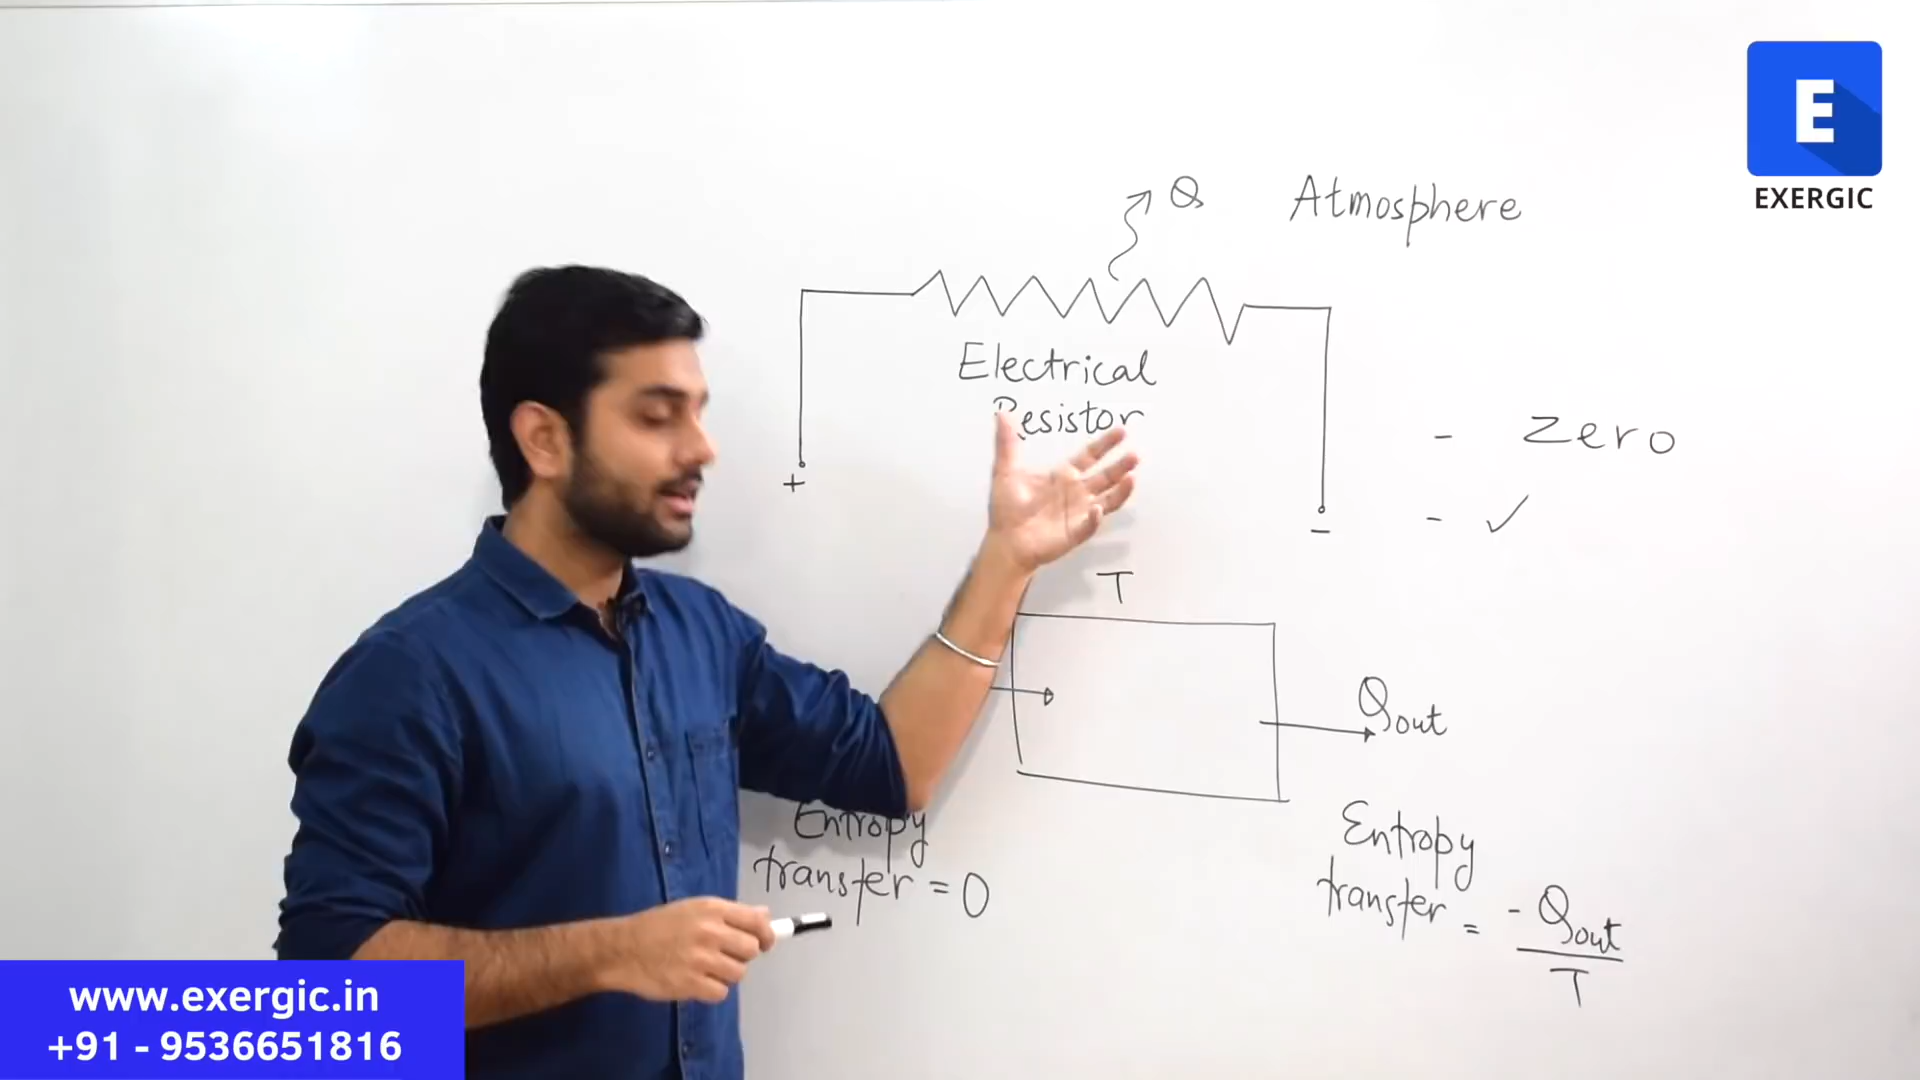 E
EXERGIC
Q
Atmosphere
Electrical
Resistor
+
-
- Zero
- ✓
T
Qout
Entropy
transfer = 0
Entropy
transfer = - Qout
T
www.exergic.in
+91 - 9536651816